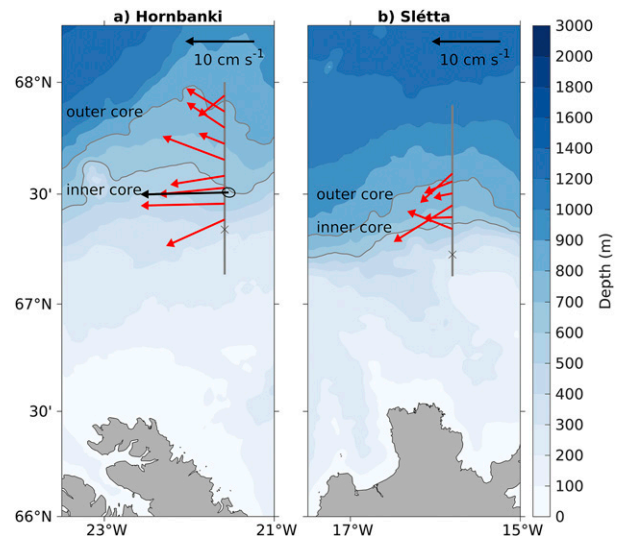 a) Hornbanki
b) Slétta
10 cm s⁻¹
10 cm s⁻¹
68°N
30'
67°N
30'
66°N
outer core
inner core
outer core
inner core
23°W
21°W
17°W
15°W
3000
2000
1800
1600
1400
1200
1000
900
800
700
600
500
400
300
200
100
0
Depth (m)